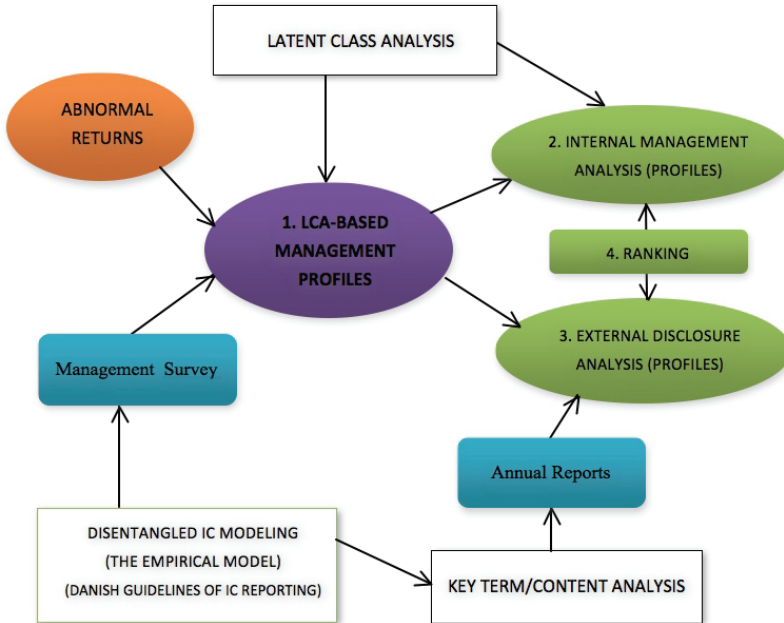 LATENT CLASS ANALYSIS
ABNORMAL
RETURNS
2. INTERNAL MANAGEMENT
ANALYSIS (PROFILES)
1. LCA-BASED
MANAGEMENT
PROFILES
4. RANKING
3. EXTERNAL DISCLOSURE
ANALYSIS (PROFILES)
Management Survey
Annual Reports
DISENTANGLED IC MODELING
(THE EMPIRICAL MODEL)
(DANISH GUIDELINES OF IC REPORTING)
KEY TERM/CONTENT ANALYSIS